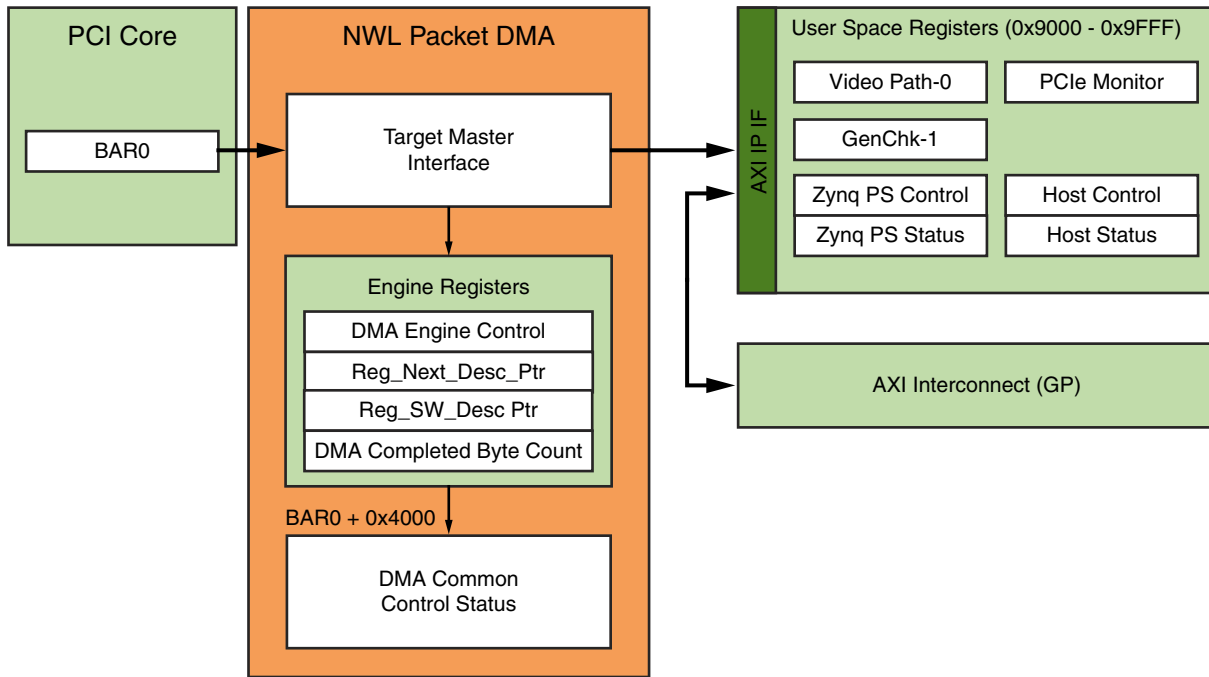 PCI Core
BAR0
NWL Packet DMA
Target Master
Interface
Engine Registers
DMA Engine Control
Reg_Next_Desc_Ptr
Reg_SW_Desc Ptr
DMA Completed Byte Count
BAR0 + 0x4000
DMA Common
Control Status
AXI IP IF
User Space Registers (0x9000 - 0x9FFF)
Video Path-0
PCIe Monitor
GenChk-1
Zynq PS Control
Host Control
Zynq PS Status
Host Status
AXI Interconnect (GP)